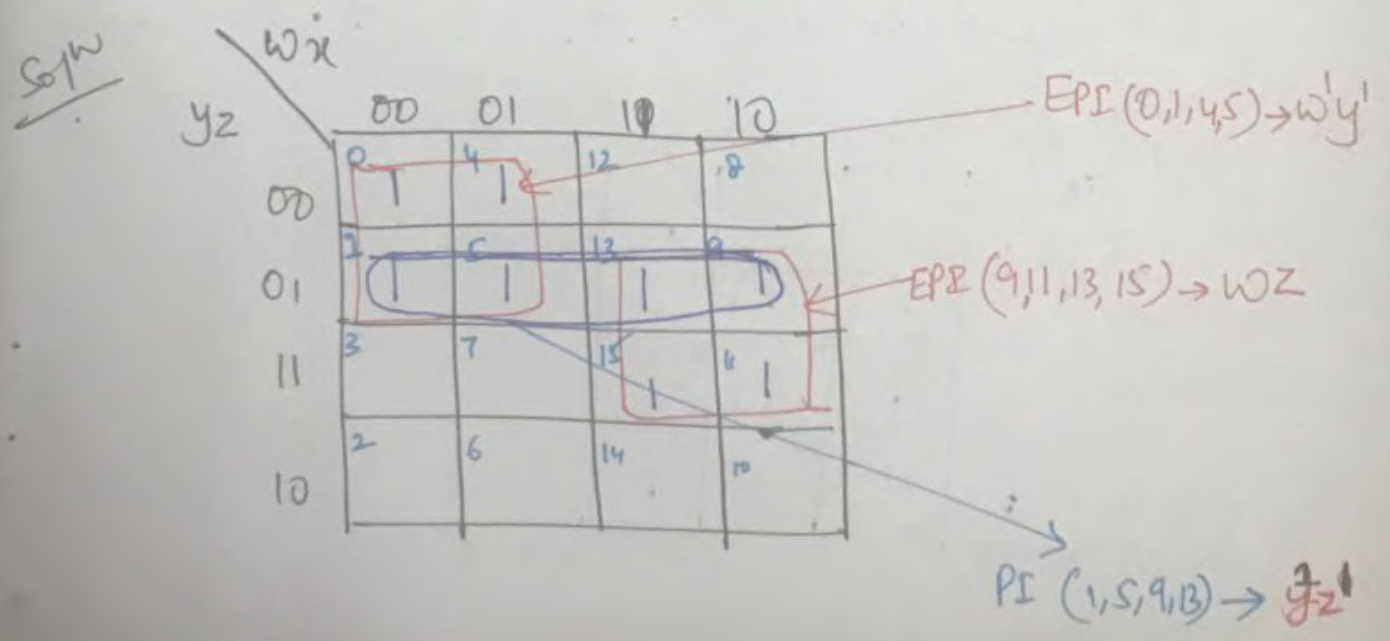 Soln
wx
yz
00 01 11 10
EPI (0,1,4,5) → w'y'
00
0 1 4 1 12 8
01
1 1 5 1 13 1 9 1
EPI (9,11,13,15) → WZ
11
3 7 15 1 11 1
10
2 6 14 10
PI (1,5,9,13) →